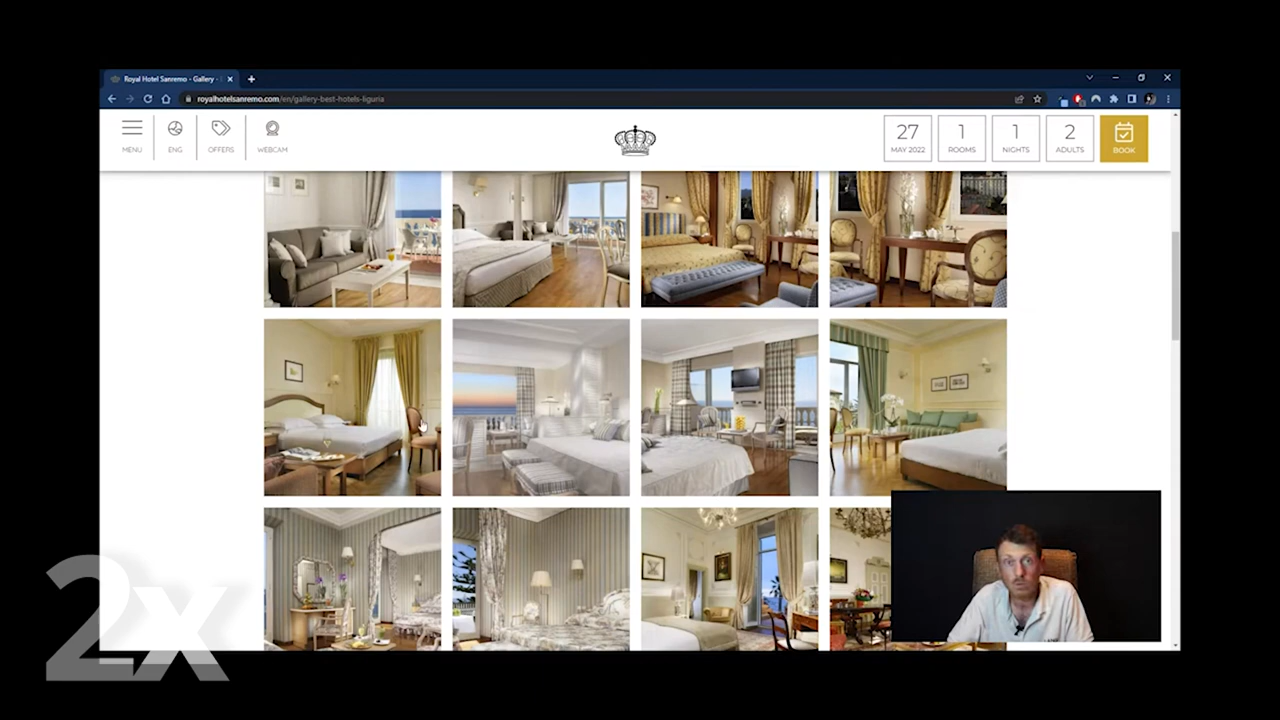 Royal Hotel Sanremo - Gallery -
royalhotelsanremo.com/en/gallery-best-hotels-liguria
MENU
ENG
OFFERS
WEBCAM
27
MAY 2022
1
ROOMS
1
NIGHTS
2
ADULTS
BOOK
2x